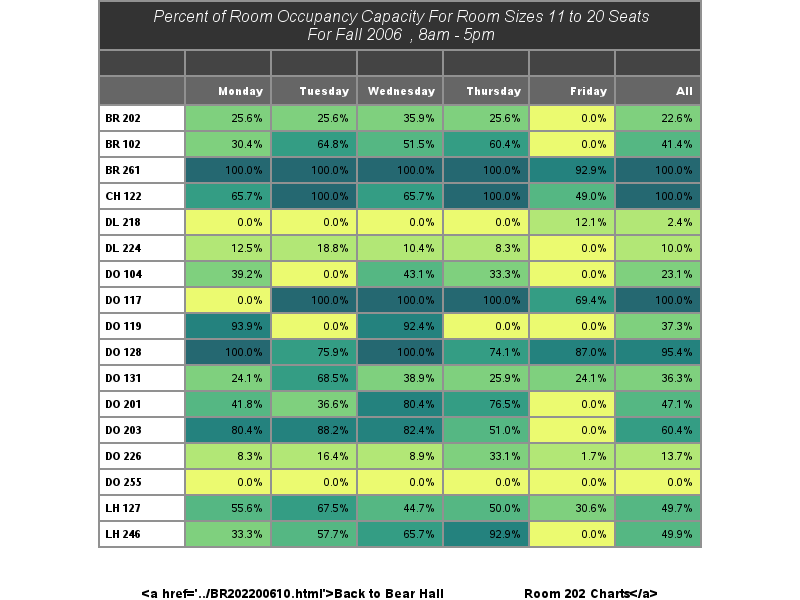 Percent of Room Occupancy Capacity For Room Sizes 11 to 20 Seats
For Fall 2006 , 8am - 5pm
Monday Tuesday Wednesday Thursday Friday All
BR 202 25.6% 25.6% 35.9% 25.6% 0.0% 22.6%
BR 102 30.4% 64.8% 51.5% 60.4% 0.0% 41.4%
BR 261 100.0% 100.0% 100.0% 100.0% 92.9% 100.0%
CH 122 65.7% 100.0% 65.7% 100.0% 49.0% 100.0%
DL 218 0.0% 0.0% 0.0% 0.0% 12.1% 2.4%
DL 224 12.5% 18.8% 10.4% 8.3% 0.0% 10.0%
DO 104 39.2% 0.0% 43.1% 33.3% 0.0% 23.1%
DO 117 0.0% 100.0% 100.0% 100.0% 69.4% 100.0%
DO 119 93.9% 0.0% 92.4% 0.0% 0.0% 37.3%
DO 128 100.0% 75.9% 100.0% 74.1% 87.0% 95.4%
DO 131 24.1% 68.5% 38.9% 25.9% 24.1% 36.3%
DO 201 41.8% 36.6% 80.4% 76.5% 0.0% 47.1%
DO 203 80.4% 88.2% 82.4% 51.0% 0.0% 60.4%
DO 226 8.3% 16.4% 8.9% 33.1% 1.7% 13.7%
DO 255 0.0% 0.0% 0.0% 0.0% 0.0% 0.0%
LH 127 55.6% 67.5% 44.7% 50.0% 30.6% 49.7%
LH 246 33.3% 57.7% 65.7% 92.9% 0.0% 49.9%
<a href='../BR202200610.html'>Back to Bear Hall Room 202 Charts</a>